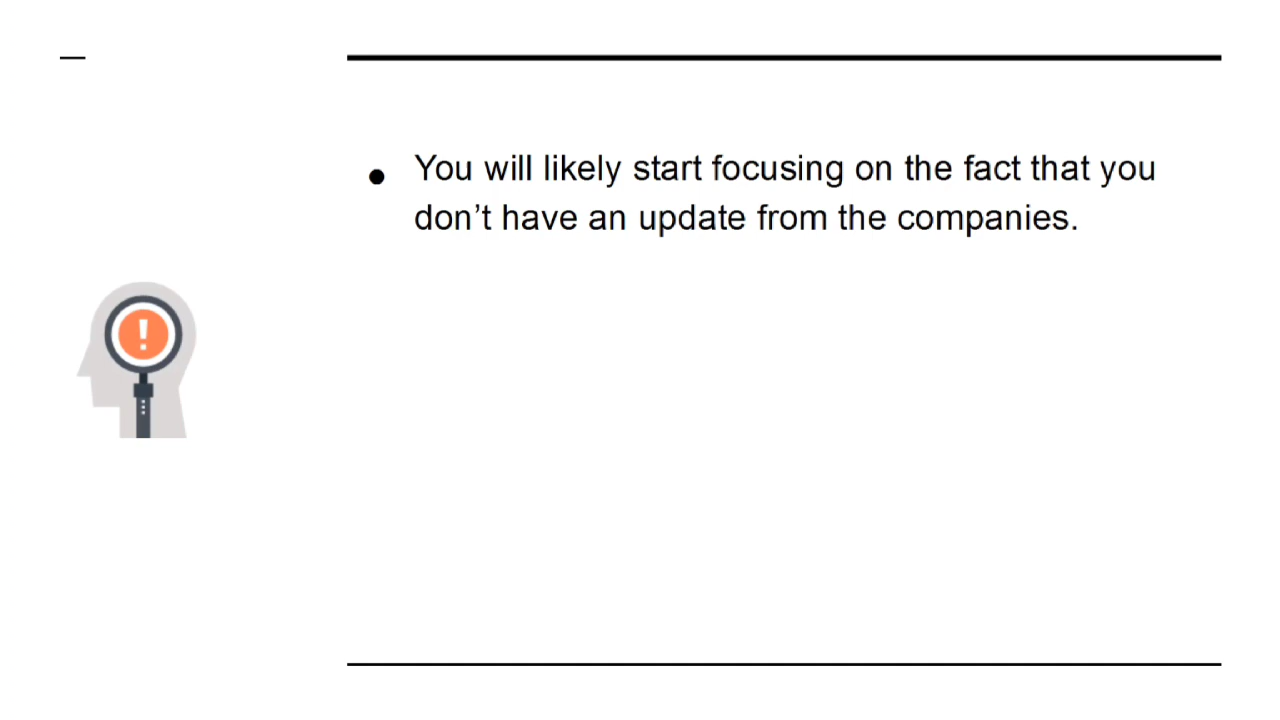 • You will likely start focusing on the fact that you
don’t have an update from the companies.